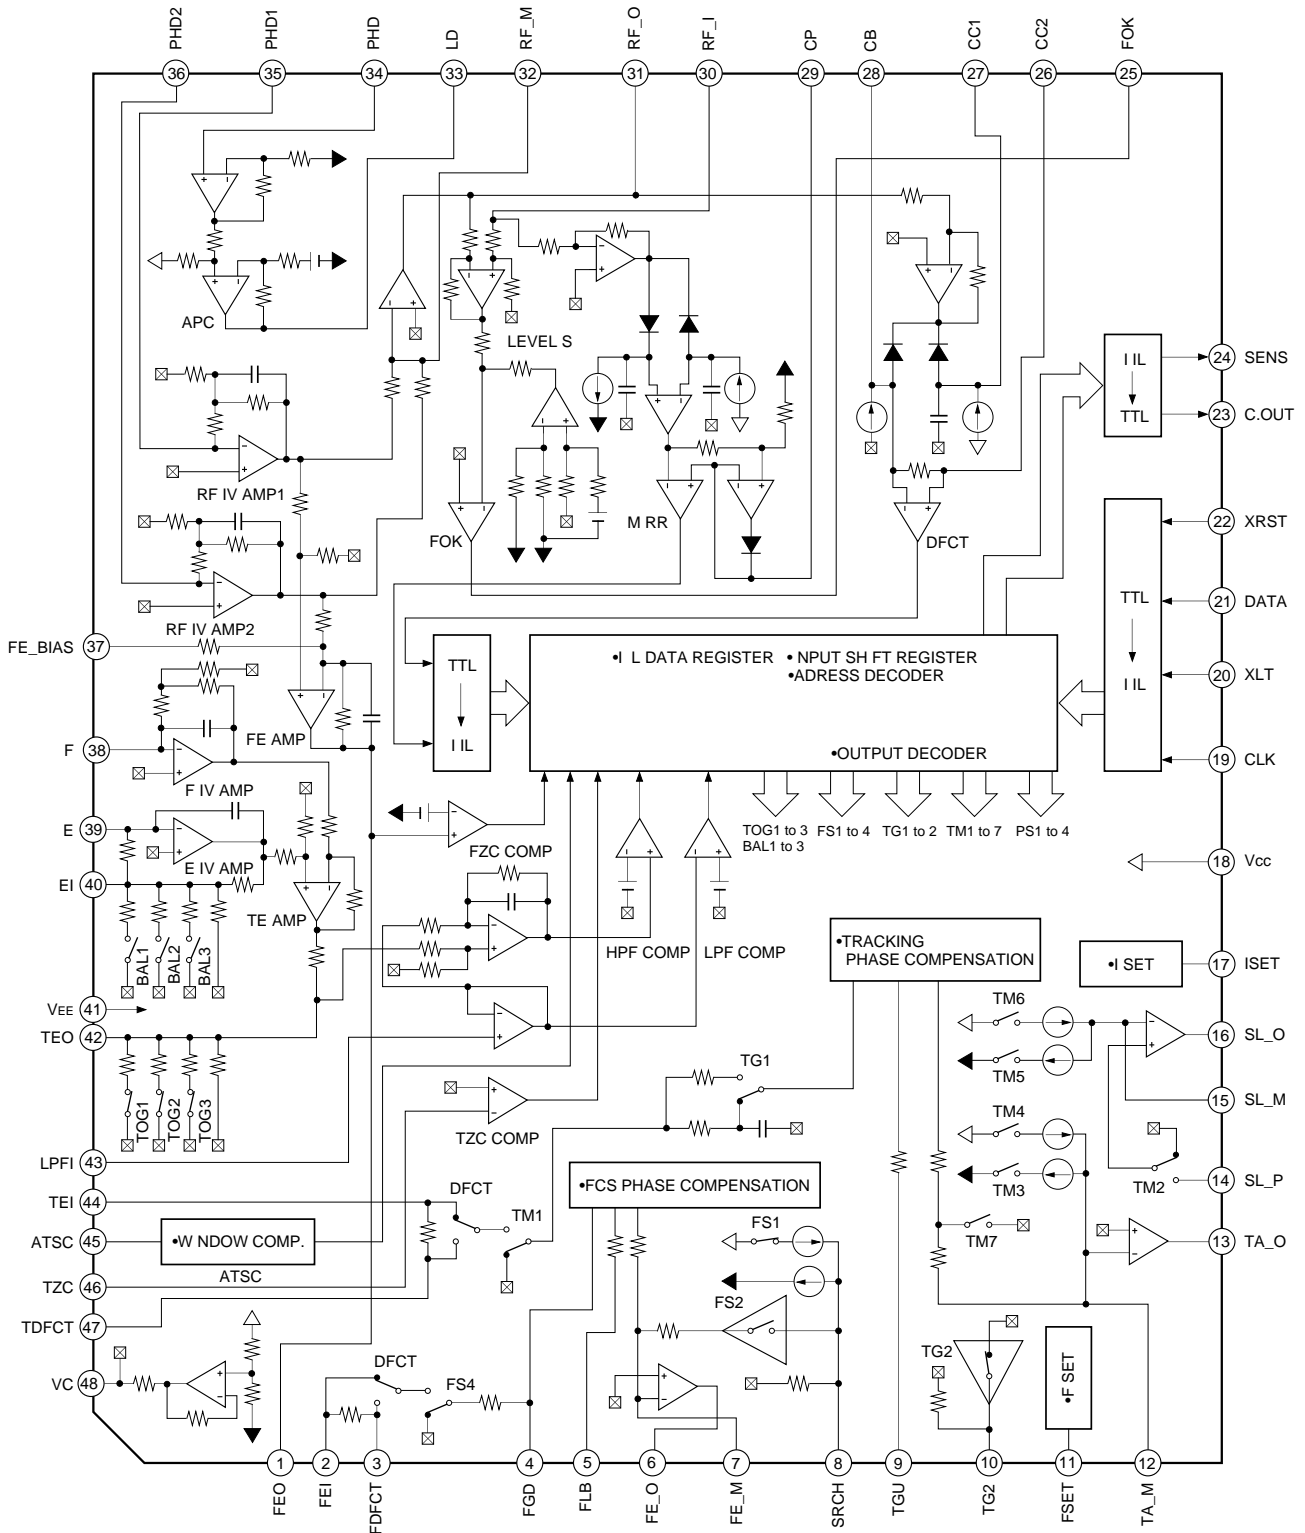 PHD2
PHD1
PHD
LD
RF_M
RF_O
RF_I
CP
CB
CC1
CC2
FOK
36
35
34
33
32
31
30
29
28
27
26
25
APC
LEVEL S
RF IV AMP1
RF IV AMP2
FOK
M RR
DFCT
I IL
TTL
24 SENS
23 C.OUT
22 XRST
21 DATA
20 XLT
19 CLK
TTL
I IL
FE_BIAS 37
TTL
I IL
•I L DATA REGISTER • NPUT SH FT REGISTER
•ADRESS DECODER
•OUTPUT DECODER
FE AMP
F 38
F IV AMP
E 39
E IV AMP
EI 40
TE AMP
FZC COMP
HPF COMP
LPF COMP
TOG1 to 3
BAL1 to 3
FS1 to 4
TG1 to 2
TM1 to 7
PS1 to 4
18 Vcc
BAL1
BAL2
BAL3
•TRACKING
PHASE COMPENSATION
•I SET
17 ISET
VEE 41
TEO 42
TM6
TM5
16 SL_O
15 SL_M
TOG1
TOG2
TOG3
TG1
TZC COMP
TM4
TM3
TM2
14 SL_P
LPFI 43
TEI 44
DFCT
TM1
•FCS PHASE COMPENSATION
TM7
13 TA_O
ATSC 45
•W NDOW COMP.
ATSC
TZC 46
TDFCT 47
FS1
FS2
TG2
•F SET
VC 48
DFCT
FS4
1
2
3
4
5
6
7
8
9
10
11
12
FEO
FEI
FDFCT
FGD
FLB
FE_O
FE_M
SRCH
TGU
TG2
FSET
TA_M